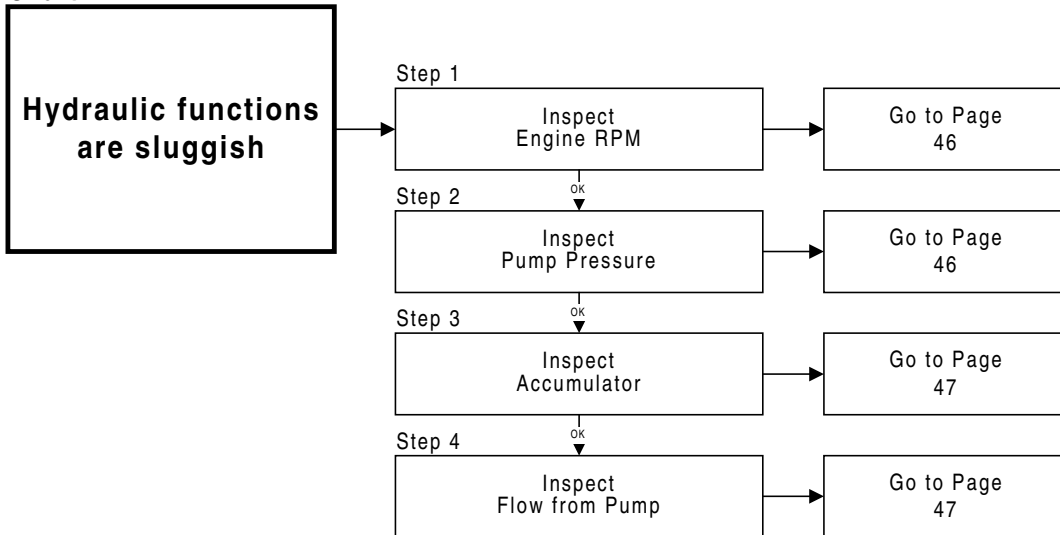 Hydraulic functions
are sluggish
Step 1
Inspect
Engine RPM
Go to Page
46
OK
Step 2
Inspect
Pump Pressure
Go to Page
46
OK
Step 3
Inspect
Accumulator
Go to Page
47
OK
Step 4
Inspect
Flow from Pump
Go to Page
47